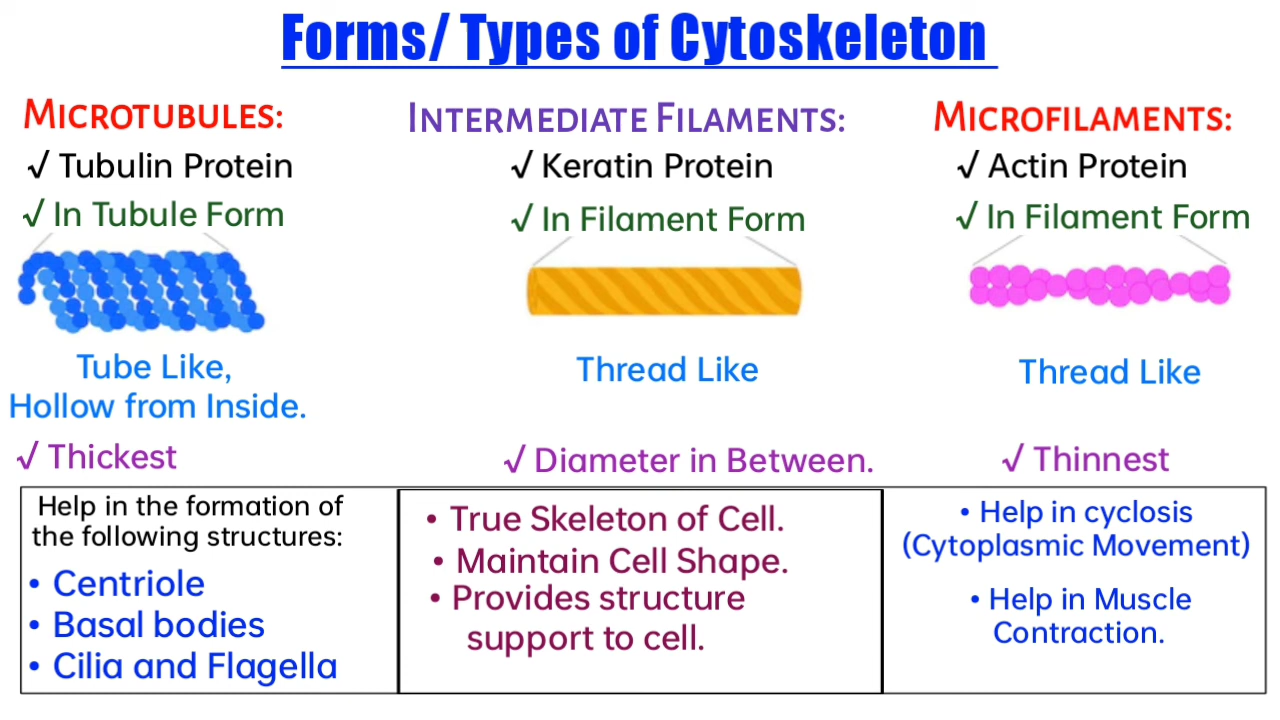 Forms/ Types of Cytoskeleton
MICROTUBULES:
√ Tubulin Protein
√ In Tubule Form
Tube Like,
Hollow from Inside.
√ Thickest
Help in the formation of
the following structures:
• Centriole
• Basal bodies
• Cilia and Flagella
INTERMEDIATE FILAMENTS:
√ Keratin Protein
√ In Filament Form
Thread Like
√ Diameter in Between.
• True Skeleton of Cell.
• Maintain Cell Shape.
• Provides structure
support to cell.
MICROFILAMENTS:
√ Actin Protein
√ In Filament Form
Thread Like
√ Thinnest
• Help in cyclosis
(Cytoplasmic Movement)
• Help in Muscle
Contraction.